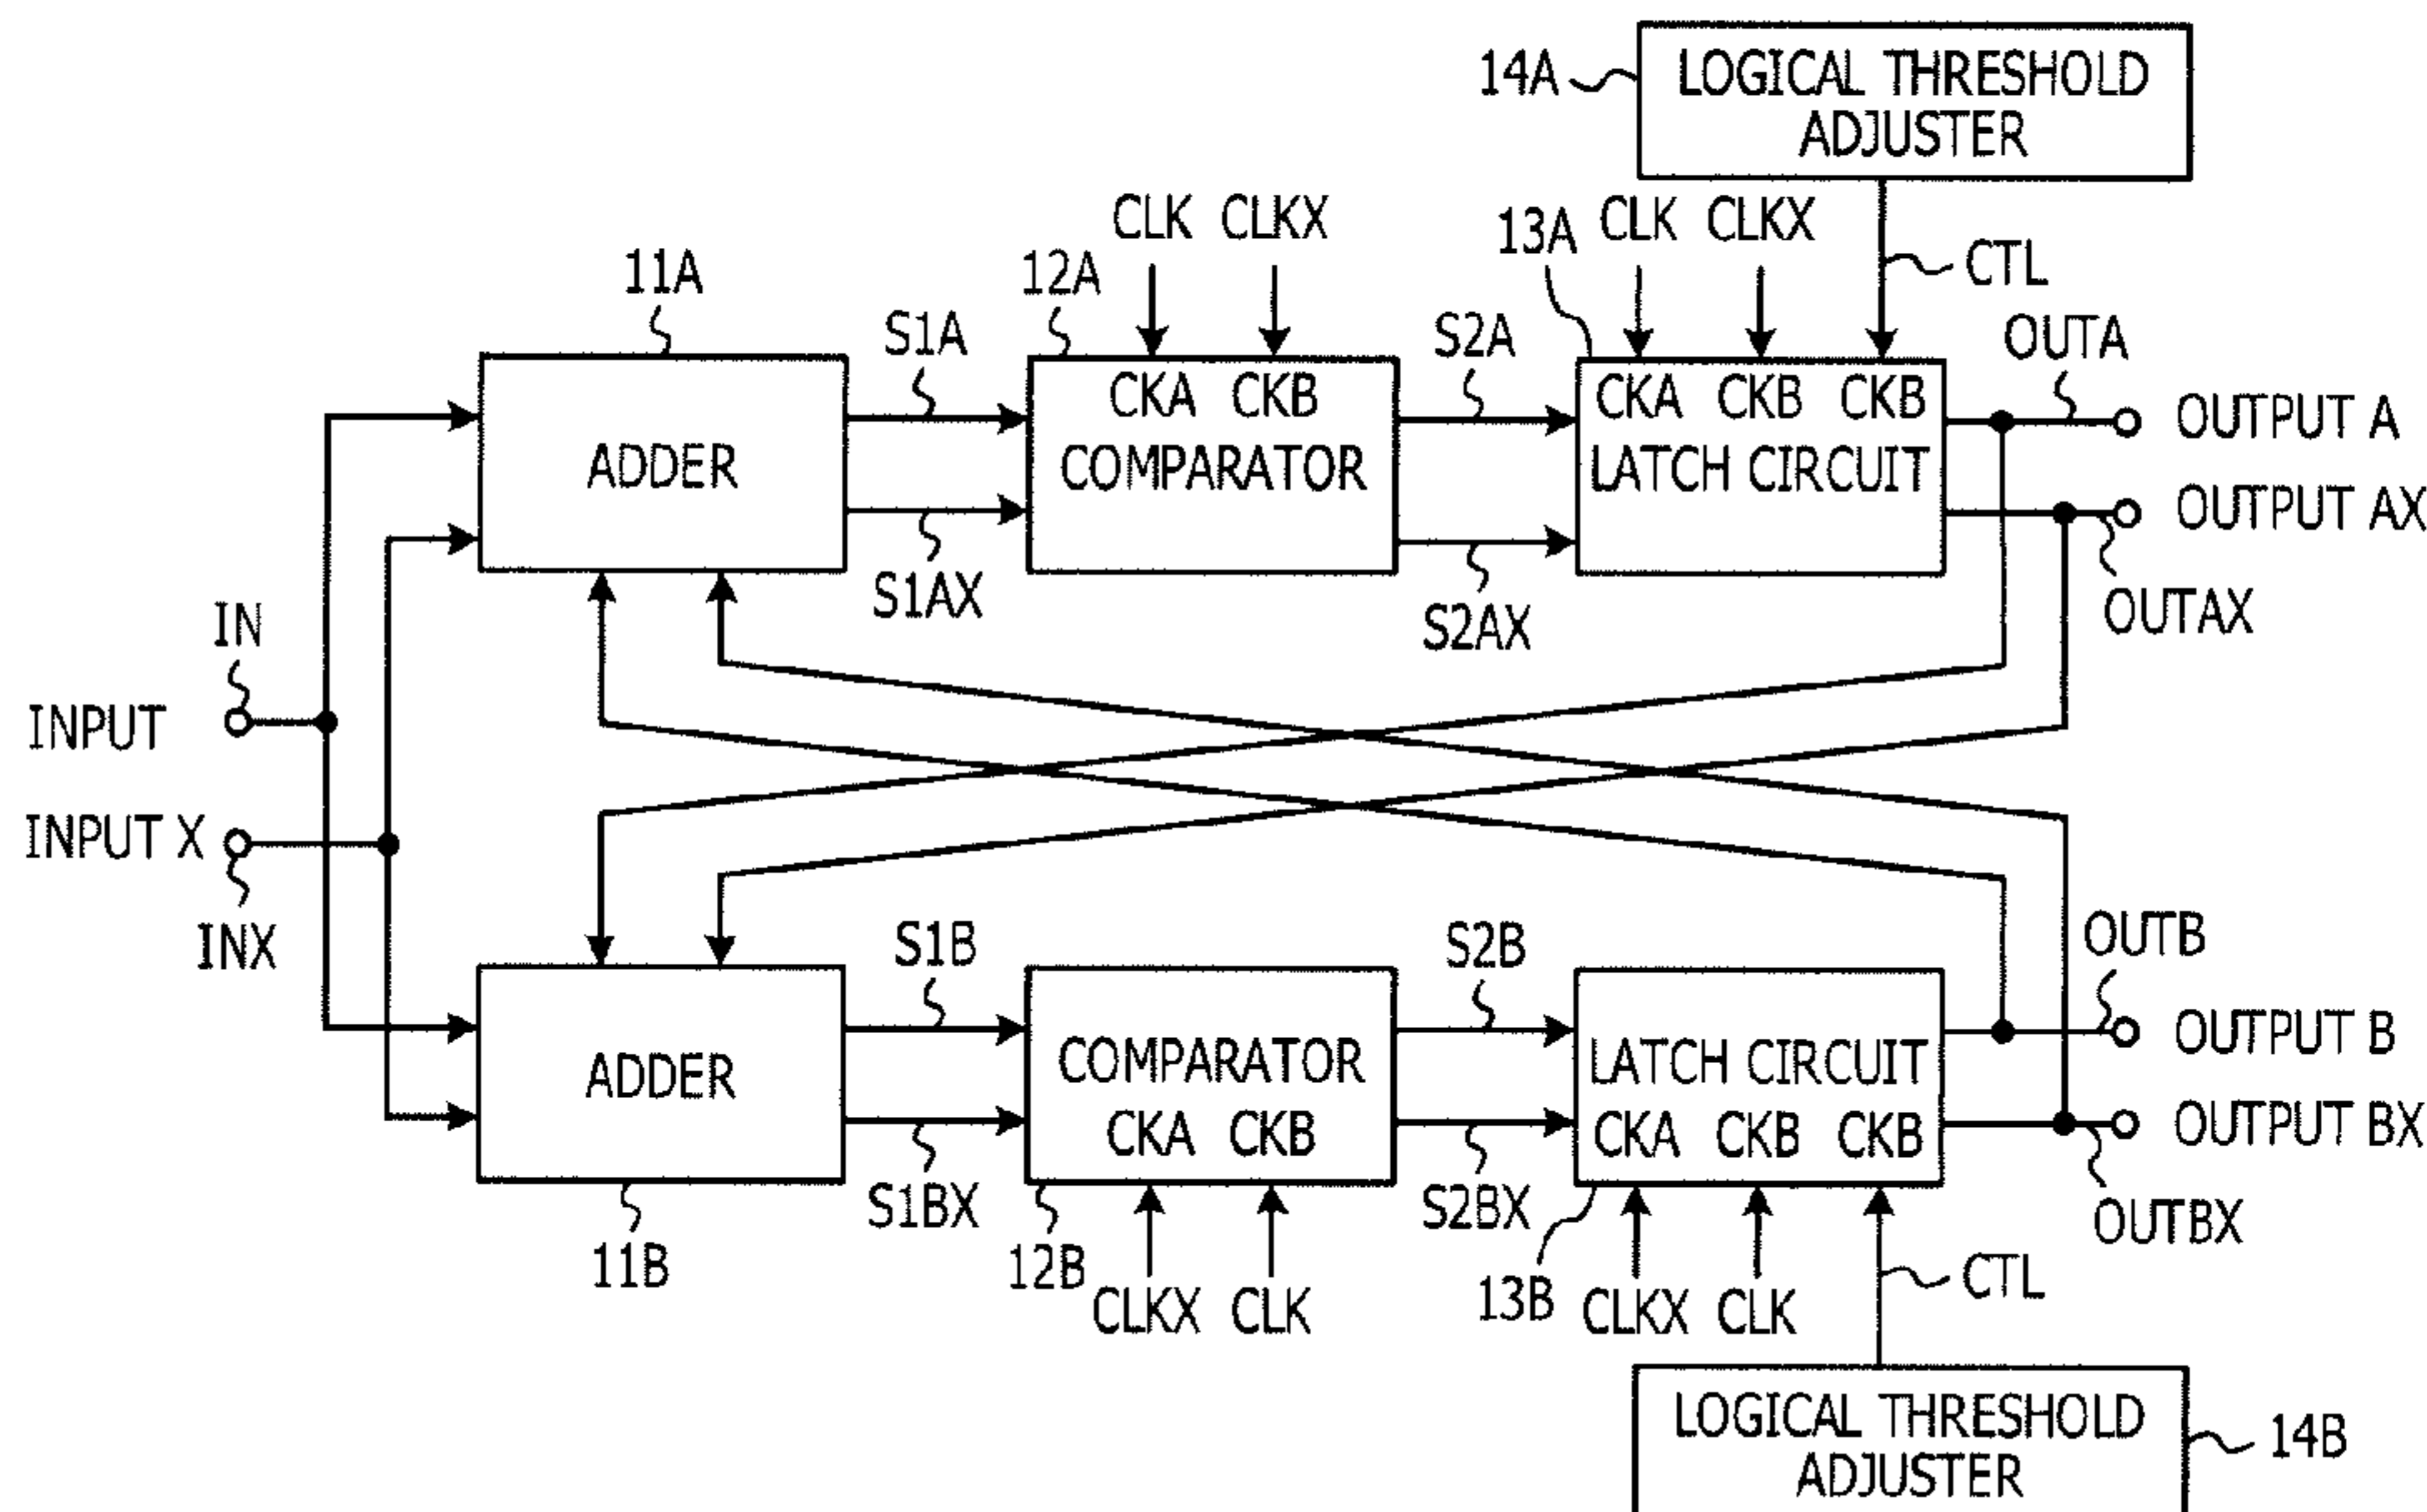 14A
LOGICAL THRESHOLD
ADJUSTER
CLK CLKX
13A
CLK CLKX
CTL
11A
12A
S1A
S2A
OUTA
CKA CKB
COMPARATOR
CKA CKB CKB
LATCH CIRCUIT
ADDER
OUTPUT A
OUTPUT AX
S1AX
S2AX
OUTAX
IN
INPUT
INPUT X
INX
S1B
S2B
OUTB
ADDER
COMPARATOR
CKA CKB
LATCH CIRCUIT
CKA CKB CKB
OUTPUT B
OUTPUT BX
S1BX
S2BX
OUTBX
11B
12B
CLKX CLK
13B
CLKX CLK
CTL
LOGICAL THRESHOLD
ADJUSTER
14B